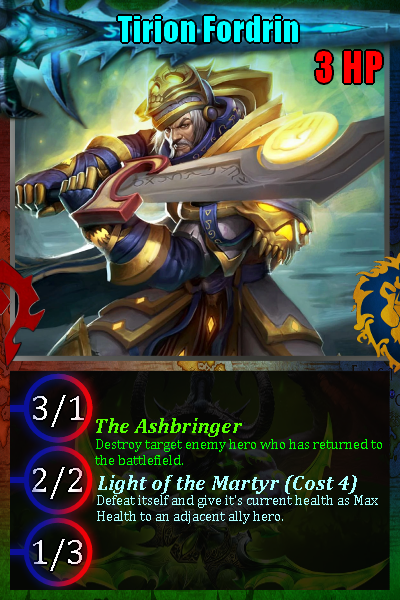 Tirion Fordrin
3 HP
3/1
The Ashbringer
Destroy target enemy hero who has returned to
the battlefield.
2/2
Light of the Martyr (Cost 4)
Defeat itself and give it's current health as Max
Health to an adjacent ally hero.
1/3